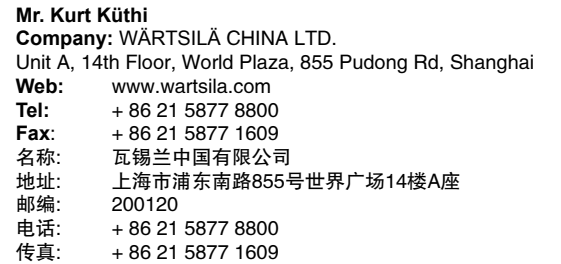 Mr. Kurt Küthi
Company: WÄRTSILÄ CHINA LTD.
Unit A, 14th Floor, World Plaza, 855 Pudong Rd, Shanghai
Web: www.wartsila.com
Tel: + 86 21 5877 8800
Fax: + 86 21 5877 1609
名称: 瓦锡兰中国有限公司
地址: 上海市浦东南路855号世界广场14楼A座
邮编: 200120
电话: + 86 21 5877 8800
传真: + 86 21 5877 1609